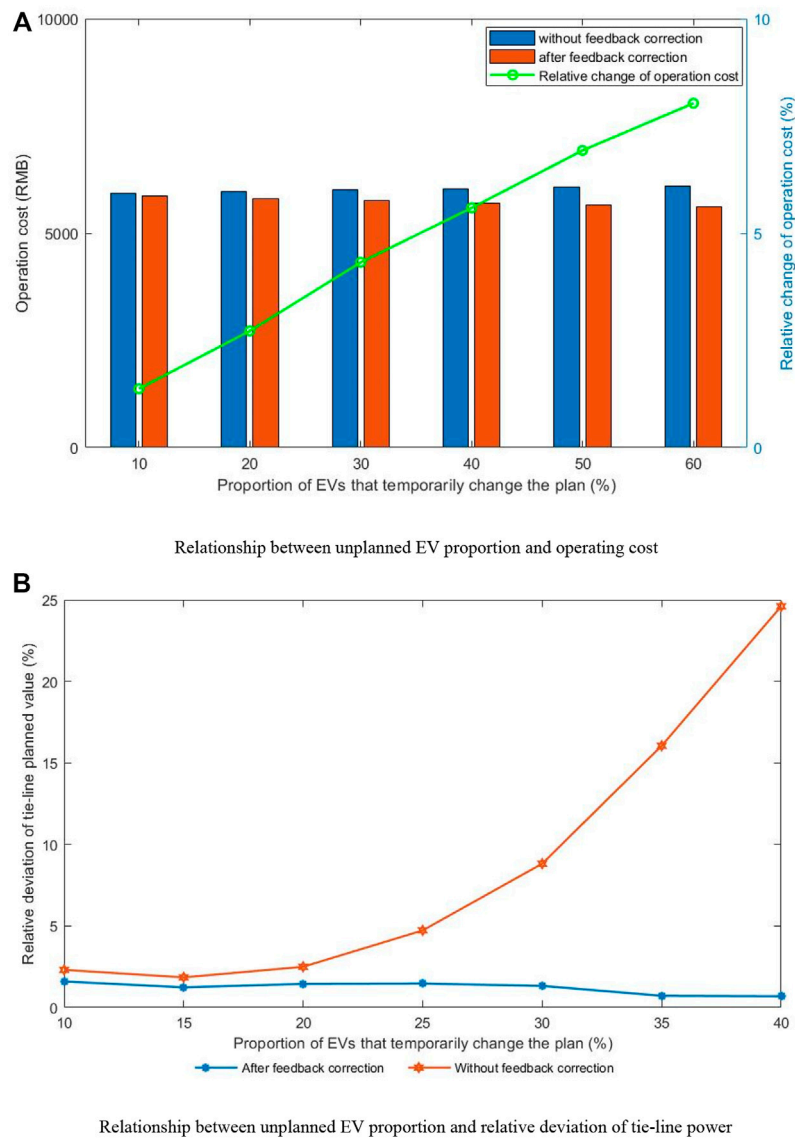 A
10000
10
without feedback correction
after feedback correction
Relative change of operation cost
Operation cost (RMB)
Relative change of operation cost (%)
5000
5
0
0
10 20 30 40 50 60
Proportion of EVs that temporarily change the plan (%)
Relationship between unplanned EV proportion and operating cost
B
25
20
15
10
5
0
Relative deviation of tie-line planned value (%)
10 15 20 25 30 35 40
Proportion of EVs that temporarily change the plan (%)
After feedback correction Without feedback correction
Relationship between unplanned EV proportion and relative deviation of tie-line power